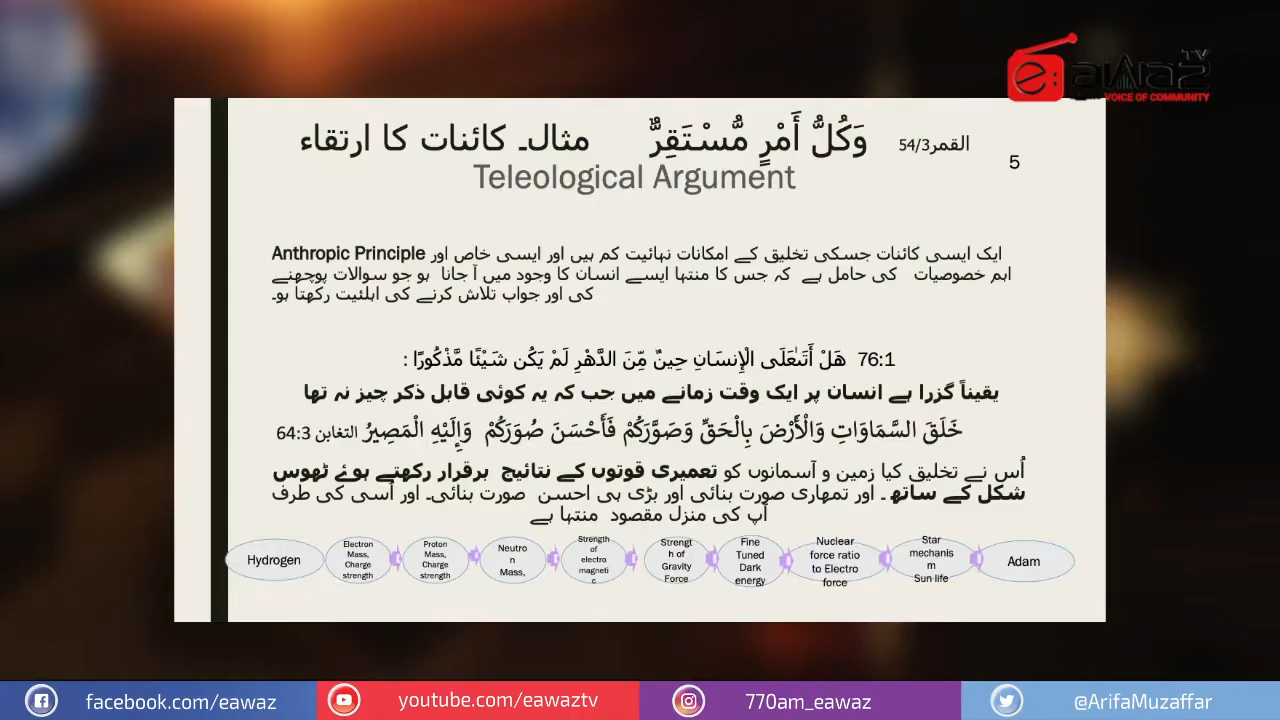 e: awaz TV
VOICE OF COMMUNITY
وَكُلُّ أَمْرٍ مُّسْتَقِرٌّ القمر54/3 مثال۔ کائنات کا ارتقاء
5
Teleological Argument
Anthropic Principle ایک ایسی کائنات جسکی تخلیق کے امکانات نہائیت کم ہیں اور ایسی خاص اور
اہم خصوصیات کی حامل ہے کہ جس کا منتہا ایسے انسان کا وجود میں آ جانا ہو جو سوالات پوچھنے
کی اور جواب تلاش کرنے کی اہلئیت رکھتا ہو۔
76:1 هَلْ أَتَىٰعَلَى الْإِنسَانِ حِينٌ مِّنَ الدَّهْرِ لَمْ يَكُن شَيْئًا مَّذْكُورًا :
یقیناً گزرا ہے انسان پر ایک وقت زمانے میں جب کہ یہ کوئی قابل ذکر چیز نہ تھا
خَلَقَ السَّمَاوَاتِ وَالْأَرْضَ بِالْحَقِّ وَصَوَّرَكُمْ فَأَحْسَنَ صُوَرَكُمْ وَإِلَيْهِ الْمَصِيرُ التغابن 64:3
اُس نے تخلیق کیا زمین و آسمانوں کو تعمیری قوتوں کے نتائیج برقرار رکھتے ہوئے ٹھوس
شکل کے ساتھ ۔ اور تمہاری صورت بنائی اور بڑی ہی احسن صورت بنائی۔ اور اُسی کی طرف
آپ کی منزل مقصود منتہا ہے
Hydrogen
Electron
Mass,
Charge
strength
Proton
Mass,
Charge
strength
Neutro
n
Mass,
Strength
of
electro
magneti
c
Strengt
h of
Gravity
Force
Fine
Tuned
Dark
energy
Nuclear
force ratio
to Electro
force
Star
mechanis
m
Sun life
Adam
facebook.com/eawaz
youtube.com/eawaztv
770am_eawaz
@ArifaMuzaffar